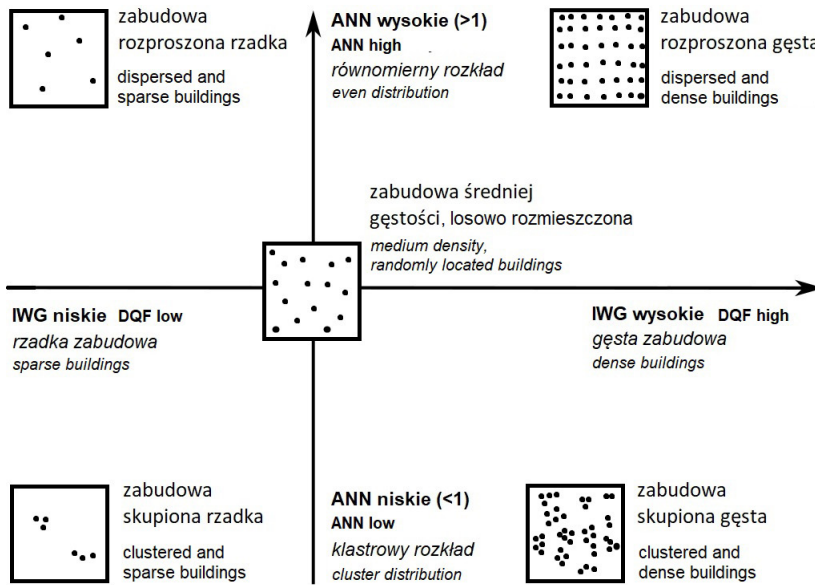 zabudowa
rozproszona rzadka
dispersed and
sparse buildings
ANN wysokie (>1)
ANN high
równomierny rozkład
even distribution
zabudowa
rozproszona gęsta
dispersed and
dense buildings
zabudowa średniej
gęstości, losowo rozmieszczona
medium density,
randomly located buildings
IWG niskie DQF low
rzadka zabudowa
sparse buildings
IWG wysokie DQF high
gęsta zabudowa
dense buildings
zabudowa
skupiona rzadka
clustered and
sparse buildings
ANN niskie (<1)
ANN low
klastrowy rozkład
cluster distribution
zabudowa
skupiona gęsta
clustered and
dense buildings